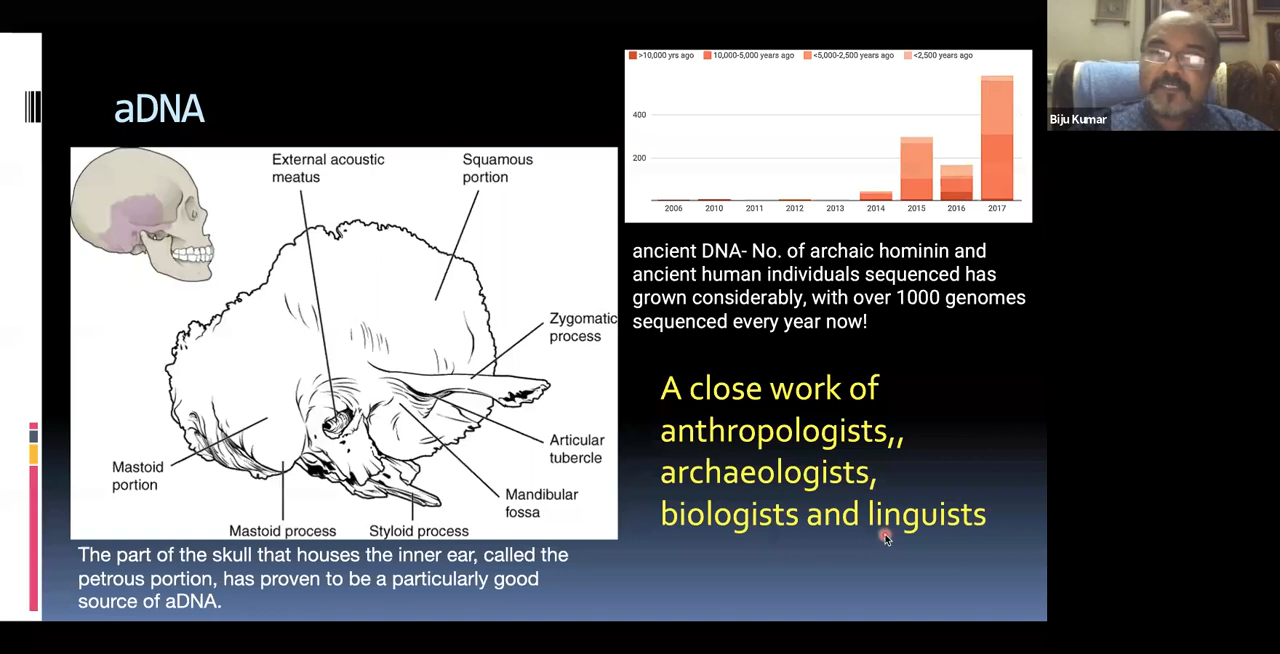 aDNA
External acoustic
meatus
Squamous
portion
Zygomatic
process
Articular
tubercle
Mandibular
fossa
Styloid process
Mastoid process
Mastoid
portion
The part of the skull that houses the inner ear, called the
petrous portion, has proven to be a particularly good
source of aDNA.
>10,000 yrs ago 10,000-5,000 years ago <5,000-2,500 years ago <2,500 years ago
400
200
2006 2010 2011 2012 2013 2014 2015 2016 2017
ancient DNA- No. of archaic hominin and
ancient human individuals sequenced has
grown considerably, with over 1000 genomes
sequenced every year now!
A close work of
anthropologists,,
archaeologists,
biologists and linguists
Biju Kumar